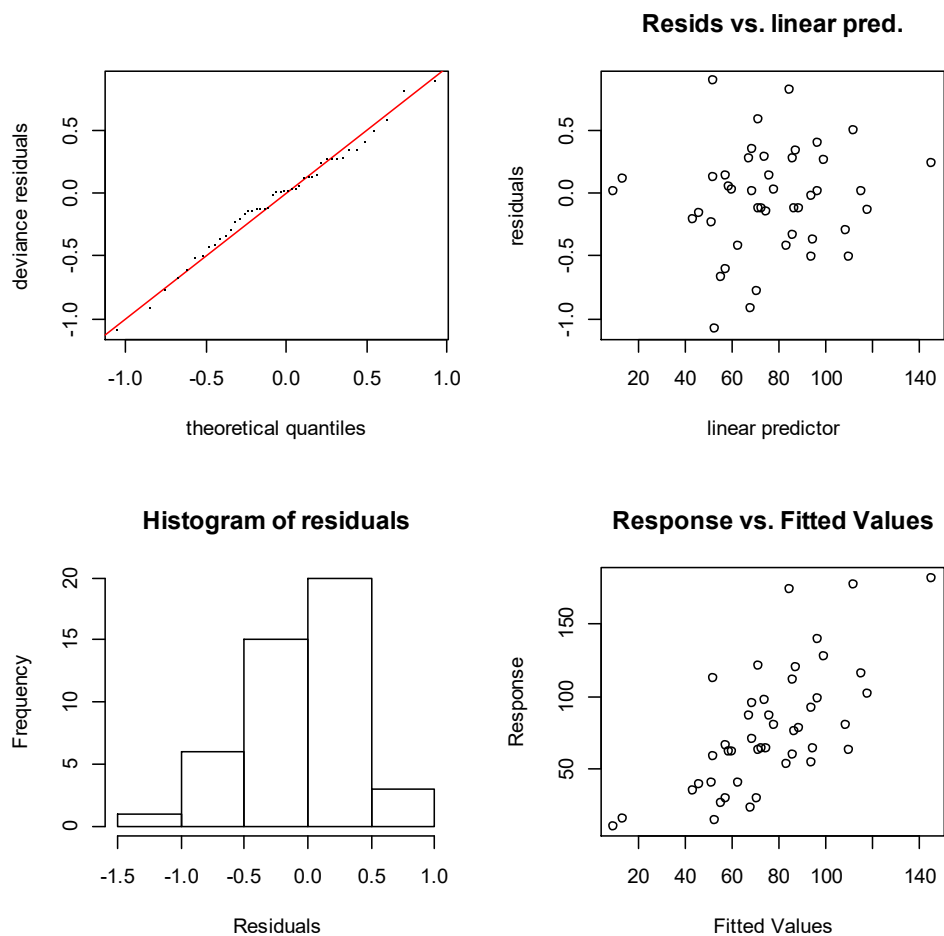 deviance residuals
0.5
0.0
-0.5
-1.0
-1.0 -0.5 0.0 0.5 1.0
theoretical quantiles
Resids vs. linear pred.
residuals
0.5
0.0
-0.5
-1.0
20 40 60 80 100 140
linear predictor
Histogram of residuals
Frequency
20
15
10
5
0
-1.5 -1.0 -0.5 0.0 0.5 1.0
Residuals
Response vs. Fitted Values
Response
150
100
50
20 40 60 80 100 140
Fitted Values